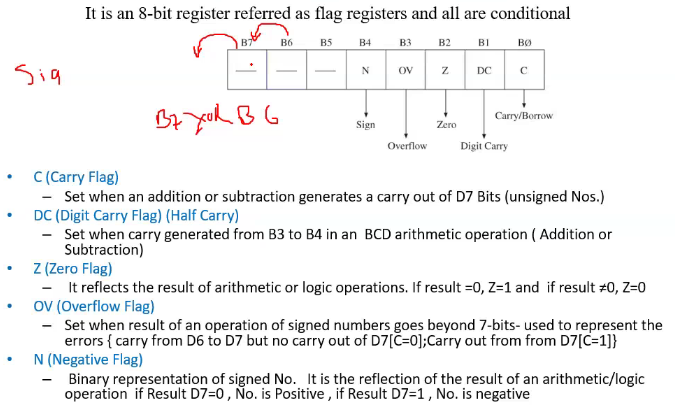 It is an 8-bit register referred as flag registers and all are conditional
B7 B6 B5 B4 B3 B2 B1 BØ
— — — N OV Z DC C
Sig
B7 XOR B6
Carry/Borrow
Sign Zero
Overflow Digit Carry
• C (Carry Flag)
– Set when an addition or subtraction generates a carry out of D7 Bits (unsigned Nos.)
• DC (Digit Carry Flag) (Half Carry)
– Set when carry generated from B3 to B4 in an BCD arithmetic operation ( Addition or
Subtraction)
• Z (Zero Flag)
– It reflects the result of arithmetic or logic operations. If result =0, Z=1 and if result ≠0, Z=0
• OV (Overflow Flag)
– Set when result of an operation of signed numbers goes beyond 7-bits- used to represent the
errors { carry from D6 to D7 but no carry out of D7[C=0];Carry out from from D7[C=1]}
• N (Negative Flag)
– Binary representation of signed No. It is the reflection of the result of an arithmetic/logic
operation if Result D7=0 , No. is Positive , if Result D7=1 , No. is negative